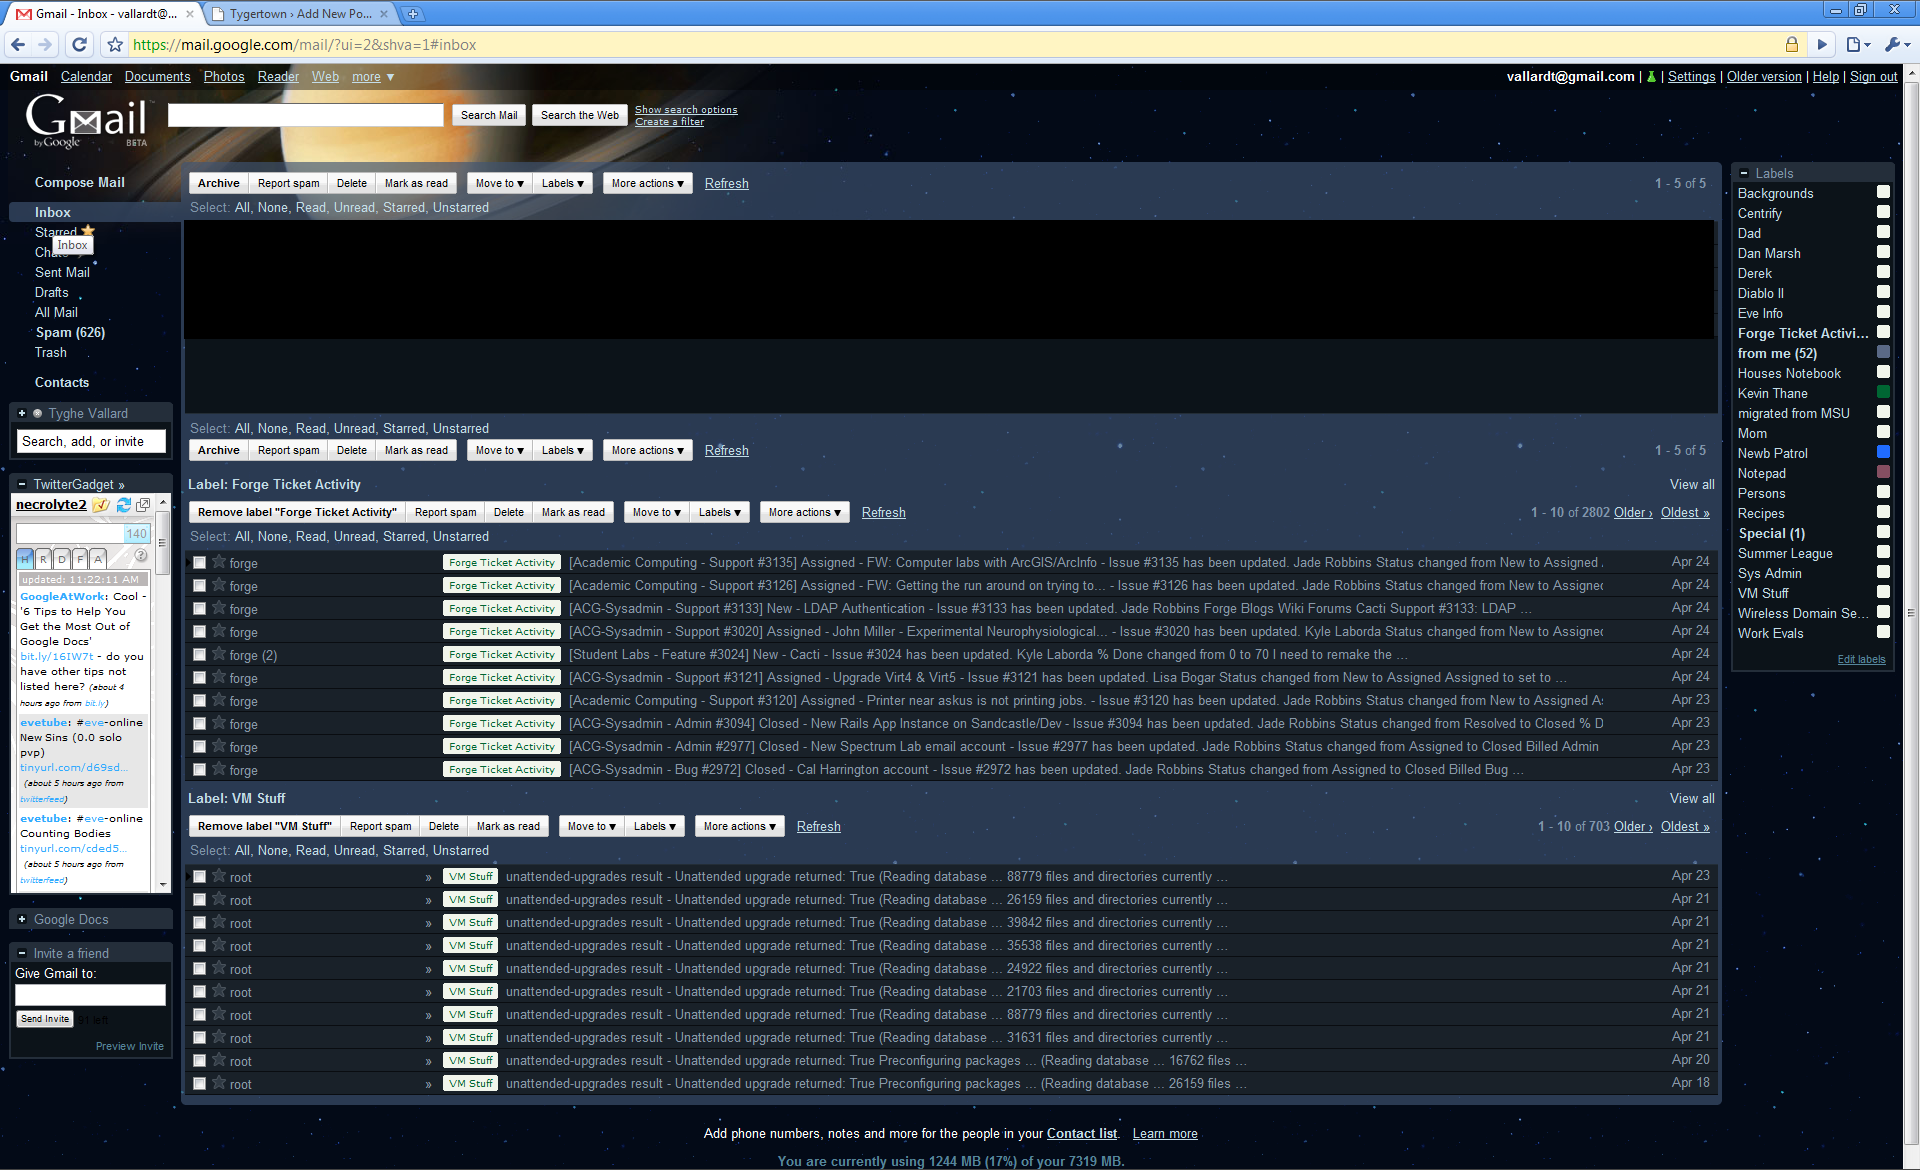 Gmail - Inbox - vallardt@...
Tygertown › Add New Po...
https://mail.google.com/mail/?ui=2&shva=1#inbox
Gmail Calendar Documents Photos Reader Web more ▼
vallardt@gmail.com | | Settings | Older version | Help | Sign out
Gmail
by Google BETA
Search Mail Search the Web Show search options
Create a filter
Compose Mail
Inbox
Starred
Inbox
Chats
Sent Mail
Drafts
All Mail
Spam (626)
Trash
Contacts
Tyghe Vallard
Search, add, or invite
TwitterGadget »
necrolyte2
140
H R D F A ?
updated: 11:22:11 AM
GoogleAtWork: Cool -
'6 Tips to Help You
Get the Most Out of
Google Docs'
bit.ly/16IW7t - do you
have other tips not
listed here? (about 4
hours ago from bit.ly)
evetube: #eve-online
New Sins (0.0 solo
pvp)
tinyurl.com/d69sd...
(about 5 hours ago from
twitterfeed)
evetube: #eve-online
Counting Bodies
tinyurl.com/cded5...
(about 5 hours ago from
twitterfeed)
Google Docs
Invite a friend
Give Gmail to:
Send Invite 91 left
Preview Invite
Archive Report spam Delete Mark as read Move to ▼ Labels ▼ More actions ▼ Refresh 1 - 5 of 5
Select: All, None, Read, Unread, Starred, Unstarred
Select: All, None, Read, Unread, Starred, Unstarred
Archive Report spam Delete Mark as read Move to ▼ Labels ▼ More actions ▼ Refresh 1 - 5 of 5
Label: Forge Ticket Activity View all
Remove label "Forge Ticket Activity" Report spam Delete Mark as read Move to ▼ Labels ▼ More actions ▼ Refresh 1 - 10 of 2802 Older › Oldest »
Select: All, None, Read, Unread, Starred, Unstarred
forge Forge Ticket Activity [Academic Computing - Support #3135] Assigned - FW: Computer labs with ArcGIS/ArcInfo - Issue #3135 has been updated. Jade Robbins Status changed from New to Assigned . Apr 24
forge Forge Ticket Activity [Academic Computing - Support #3126] Assigned - FW: Getting the run around on trying to... - Issue #3126 has been updated. Jade Robbins Status changed from New to Assigned Apr 24
forge Forge Ticket Activity [ACG-Sysadmin - Support #3133] New - LDAP Authentication - Issue #3133 has been updated. Jade Robbins Forge Blogs Wiki Forums Cacti Support #3133: LDAP ... Apr 24
forge Forge Ticket Activity [ACG-Sysadmin - Support #3020] Assigned - John Miller - Experimental Neurophysiological... - Issue #3020 has been updated. Kyle Laborda Status changed from New to Assigned Apr 24
forge (2) Forge Ticket Activity [Student Labs - Feature #3024] New - Cacti - Issue #3024 has been updated. Kyle Laborda % Done changed from 0 to 70 I need to remake the ... Apr 24
forge Forge Ticket Activity [ACG-Sysadmin - Support #3121] Assigned - Upgrade Virt4 & Virt5 - Issue #3121 has been updated. Lisa Bogar Status changed from New to Assigned Assigned to set to ... Apr 24
forge Forge Ticket Activity [Academic Computing - Support #3120] Assigned - Printer near askus is not printing jobs. - Issue #3120 has been updated. Jade Robbins Status changed from New to Assigned As Apr 23
forge Forge Ticket Activity [ACG-Sysadmin - Admin #3094] Closed - New Rails App Instance on Sandcastle/Dev - Issue #3094 has been updated. Jade Robbins Status changed from Resolved to Closed % D Apr 23
forge Forge Ticket Activity [ACG-Sysadmin - Admin #2977] Closed - New Spectrum Lab email account - Issue #2977 has been updated. Jade Robbins Status changed from Assigned to Closed Billed Admin Apr 23
forge Forge Ticket Activity [ACG-Sysadmin - Bug #2972] Closed - Cal Harrington account - Issue #2972 has been updated. Jade Robbins Status changed from Assigned to Closed Billed Bug ... Apr 23
Label: VM Stuff View all
Remove label "VM Stuff" Report spam Delete Mark as read Move to ▼ Labels ▼ More actions ▼ Refresh 1 - 10 of 703 Older › Oldest »
Select: All, None, Read, Unread, Starred, Unstarred
root » VM Stuff unattended-upgrades result - Unattended upgrade returned: True (Reading database ... 88779 files and directories currently ... Apr 23
root » VM Stuff unattended-upgrades result - Unattended upgrade returned: True (Reading database ... 26159 files and directories currently ... Apr 21
root » VM Stuff unattended-upgrades result - Unattended upgrade returned: True (Reading database ... 39842 files and directories currently ... Apr 21
root » VM Stuff unattended-upgrades result - Unattended upgrade returned: True (Reading database ... 35538 files and directories currently ... Apr 21
root » VM Stuff unattended-upgrades result - Unattended upgrade returned: True (Reading database ... 24922 files and directories currently ... Apr 21
root » VM Stuff unattended-upgrades result - Unattended upgrade returned: True (Reading database ... 21703 files and directories currently ... Apr 21
root » VM Stuff unattended-upgrades result - Unattended upgrade returned: True (Reading database ... 88779 files and directories currently ... Apr 21
root » VM Stuff unattended-upgrades result - Unattended upgrade returned: True (Reading database ... 31631 files and directories currently ... Apr 21
root » VM Stuff unattended-upgrades result - Unattended upgrade returned: True Preconfiguring packages ... (Reading database ... 16762 files ... Apr 20
root » VM Stuff unattended-upgrades result - Unattended upgrade returned: True Preconfiguring packages ... (Reading database ... 26159 files ... Apr 18
Add phone numbers, notes and more for the people in your Contact list. Learn more
You are currently using 1244 MB (17%) of your 7319 MB.
Labels
Backgrounds
Centrify
Dad
Dan Marsh
Derek
Diablo II
Eve Info
Forge Ticket Activi...
from me (52)
Houses Notebook
Kevin Thane
migrated from MSU
Mom
Newb Patrol
Notepad
Persons
Recipes
Special (1)
Summer League
Sys Admin
VM Stuff
Wireless Domain Se...
Work Evals
Edit labels